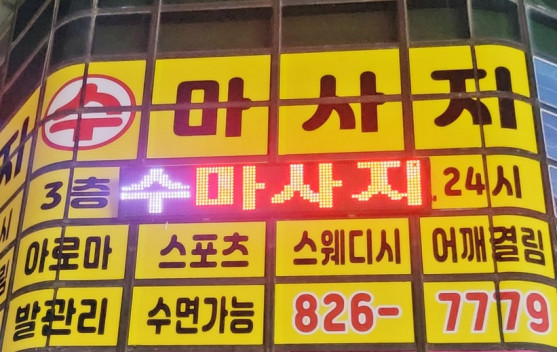 수 마 사 지
3층 수마사지 24시
아로마 스포츠 스웨디시 어깨결림
발관리 수면가능 826-7779